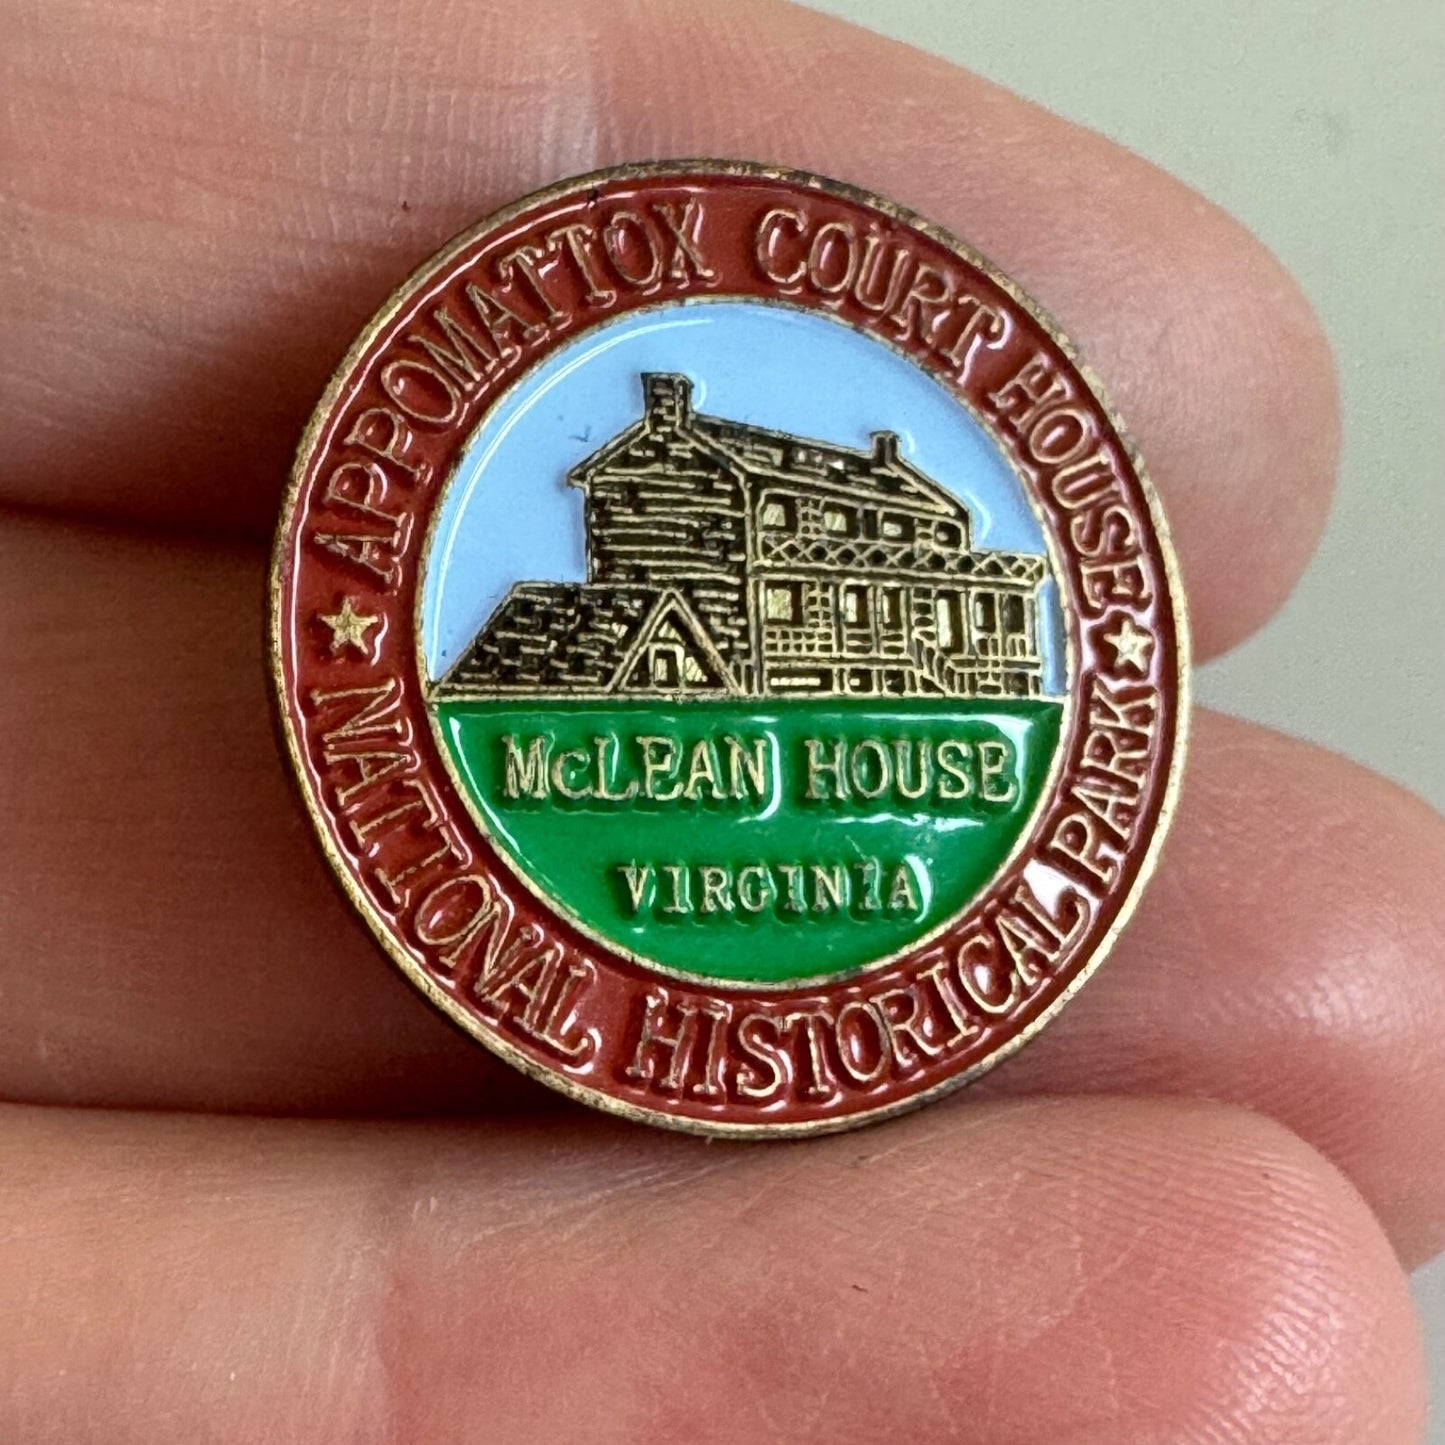 APPOMATTOX COURT HOUSE
NATIONAL HISTORICAL PARK
McLEAN HOUSE
VIRGINIA